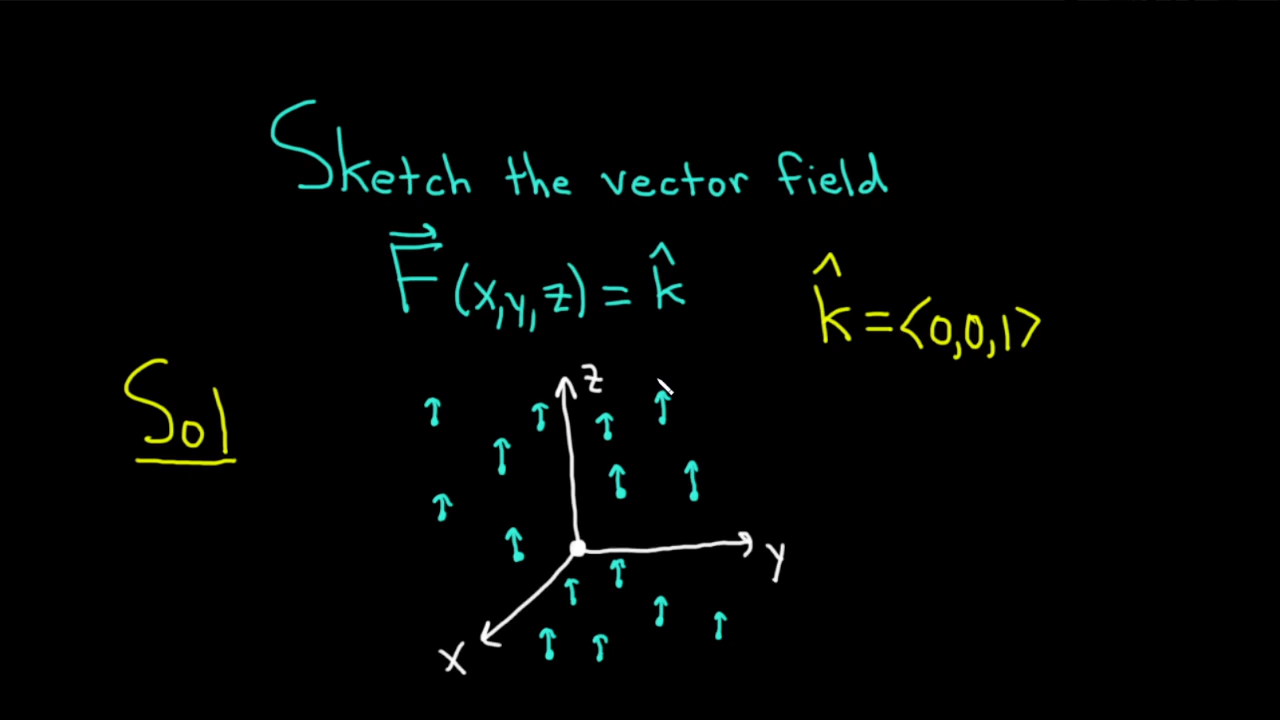 Sketch the vector field
F⃗(x,y,z) = k̂
k̂ = <0,0,1>
Sol
z
y
x